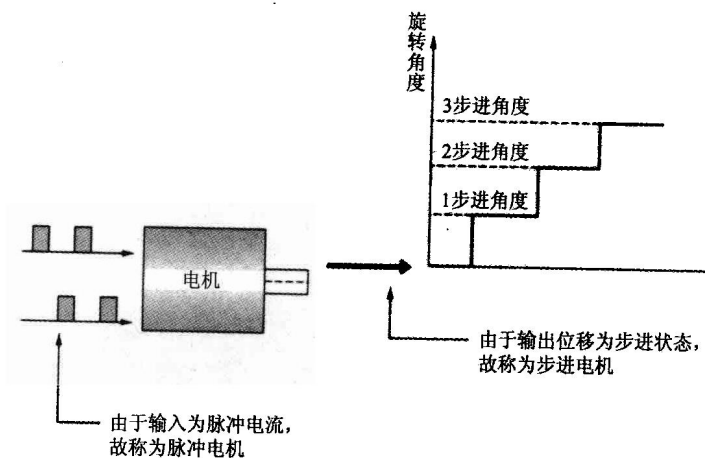 旋转角度
3步进角度
2步进角度
1步进角度
电机
由于输出位移为步进状态，
故称为步进电机
由于输入为脉冲电流，
故称为脉冲电机